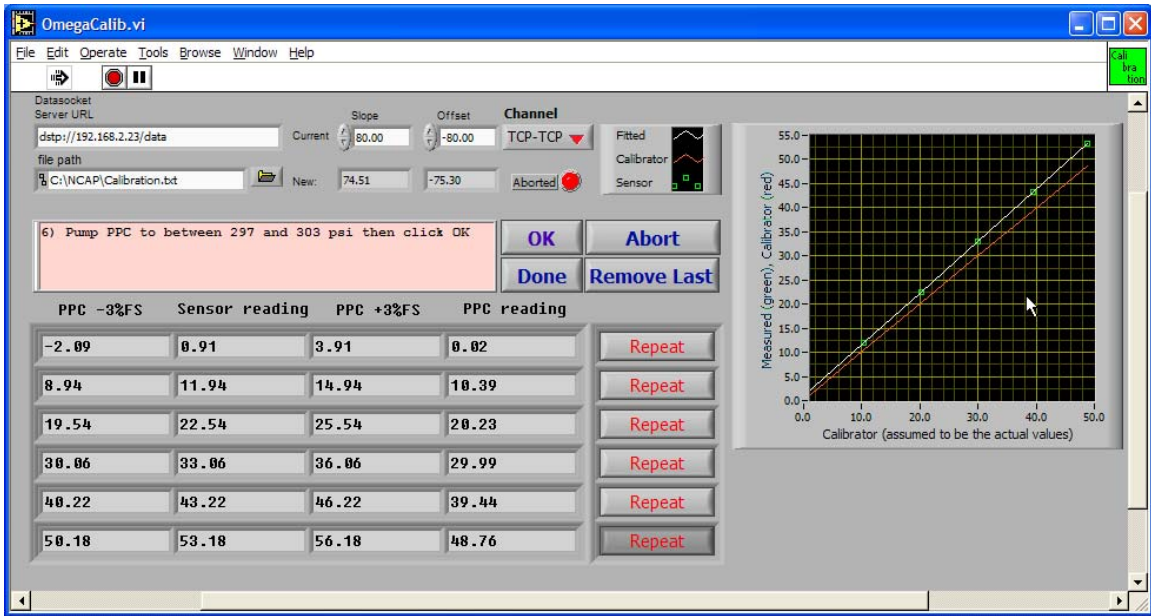 OmegaCalib.vi
File Edit Operate Tools Browse Window Help
Cali
bra
tion
Datasocket
Server URL
dstp://192.168.2.23/data
Slope Offset Channel
Current 80.00 -80.00 TCP-TCP
file path
C:\NCAP\Calibration.txt
New: 74.51 -75.30 Aborted
Fitted
Calibrator
Sensor
6) Pump PPC to between 297 and 303 psi then click OK
OK Abort
Done Remove Last
PPC -3%FS Sensor reading PPC +3%FS PPC reading
-2.09 0.91 3.91 0.02 Repeat
8.94 11.94 14.94 10.39 Repeat
19.54 22.54 25.54 20.23 Repeat
30.06 33.06 36.06 29.99 Repeat
40.22 43.22 46.22 39.44 Repeat
50.18 53.18 56.18 48.76 Repeat
Measured (green), Calibrator (red)
55.0
50.0
45.0
40.0
35.0
30.0
25.0
20.0
15.0
10.0
5.0
0.0
0.0 10.0 20.0 30.0 40.0 50.0
Calibrator (assumed to be the actual values)